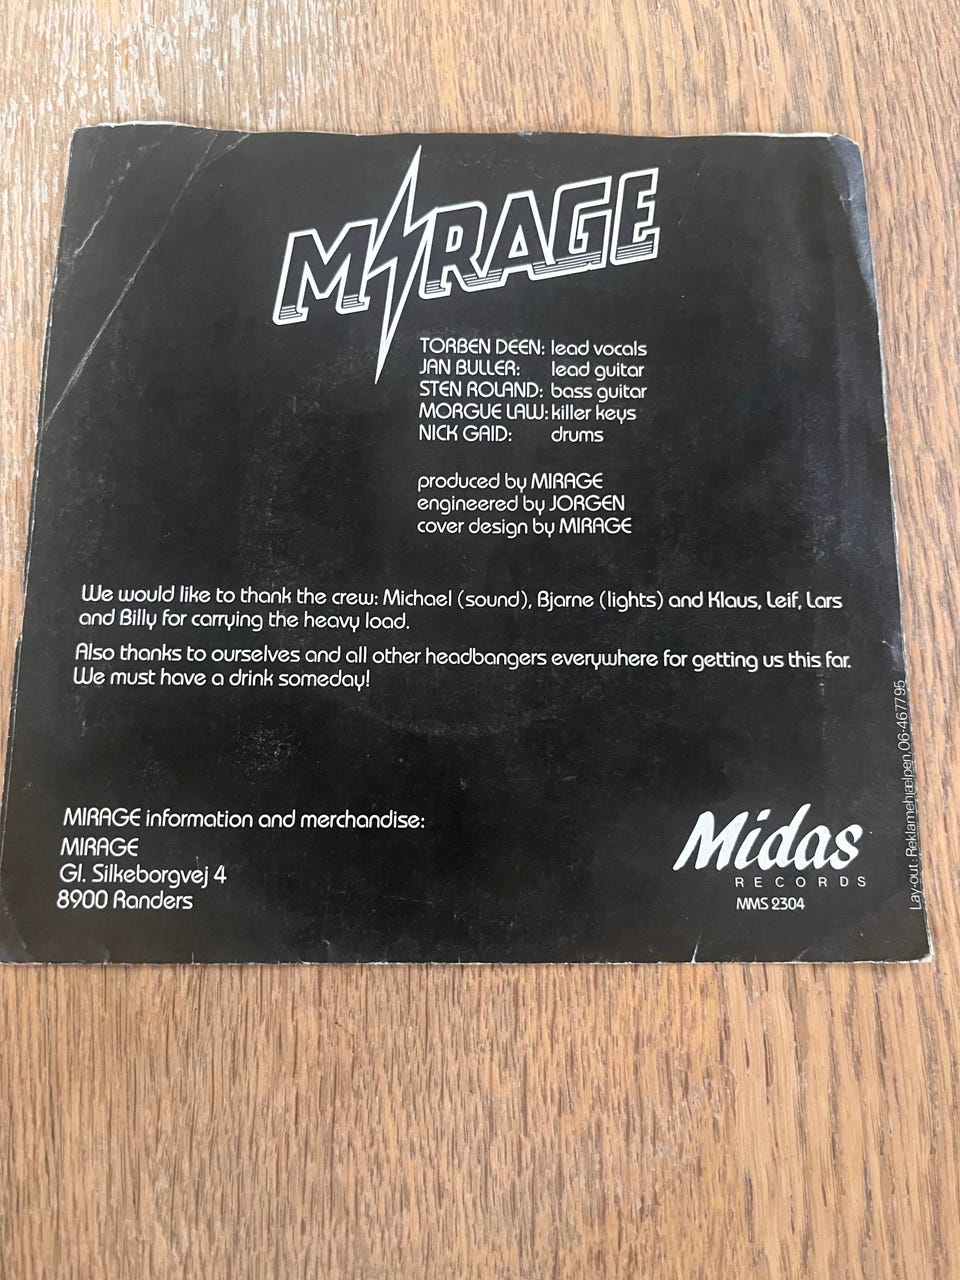 MIRAGE
TORBEN DEEN: lead vocals
JAN BULLER: lead guitar
STEN ROLAND: bass guitar
MORGUE LAW: killer keys
NICK GAID: drums
produced by MIRAGE
engineered by JORGEN
cover design by MIRAGE
We would like to thank the crew: Michael (sound), Bjarne (lights) and Klaus, Leif, Lars
and Billy for carrying the heavy load.
Also thanks to ourselves and all other headbangers everywhere for getting us this far.
We must have a drink someday!
MIRAGE information and merchandise:
MIRAGE
Gl. Silkeborgvej 4
8900 Randers
Midas
RECORDS
MMS 2304
Lay-out: Reklamehjælpen, 06-467795